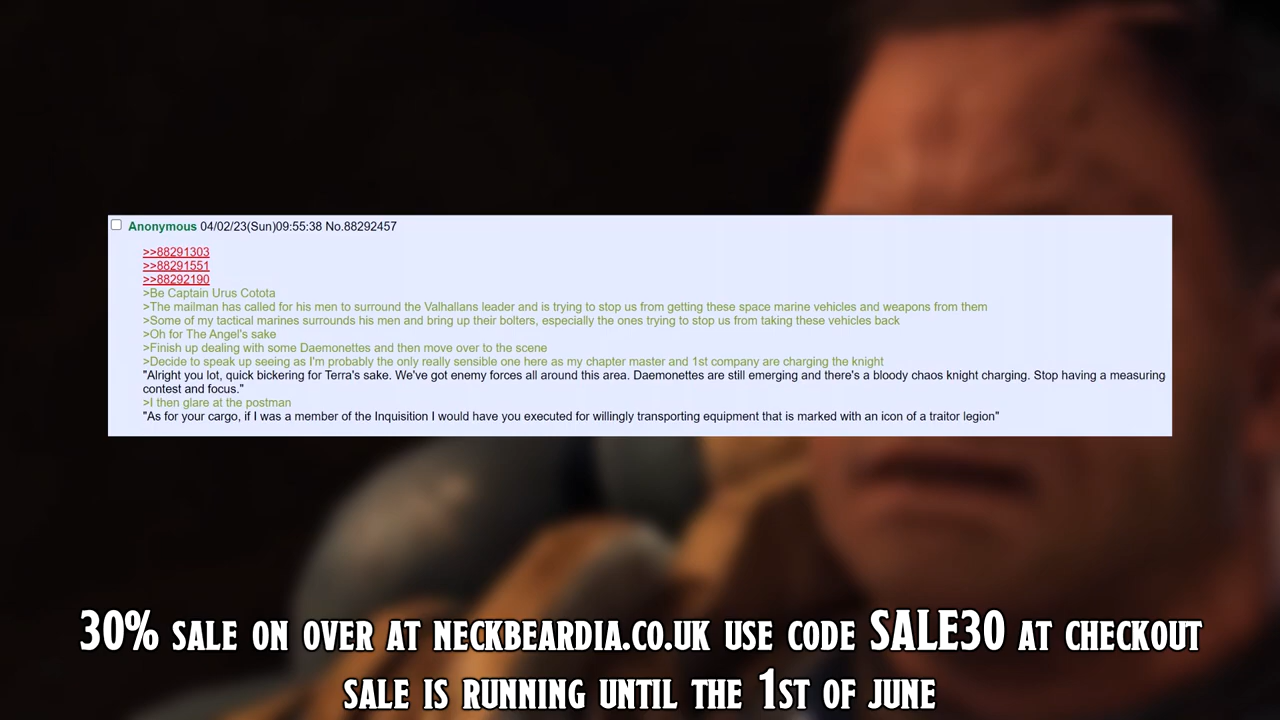 Anonymous 04/02/23(Sun)09:55:38 No.88292457
>>88291303
>>88291551
>>88292190
>Be Captain Urus Cotota
>The mailman has called for his men to surround the Valhallans leader and is trying to stop us from getting these space marine vehicles and weapons from them
>Some of my tactical marines surrounds his men and bring up their bolters, especially the ones trying to stop us from taking these vehicles back
>Oh for The Angel's sake
>Finish up dealing with some Daemonettes and then move over to the scene
>Decide to speak up seeing as I'm probably the only really sensible one here as my chapter master and 1st company are charging the knight
"Alright you lot, quick bickering for Terra's sake. We've got enemy forces all around this area. Daemonettes are still emerging and there's a bloody chaos knight charging. Stop having a measuring
contest and focus."
>I then glare at the postman
"As for your cargo, if I was a member of the Inquisition I would have you executed for willingly transporting equipment that is marked with an icon of a traitor legion"
30% SALE ON OVER AT NECKBEARDIA.CO.UK USE CODE SALE30 AT CHECKOUT
SALE IS RUNNING UNTIL THE 1ST OF JUNE